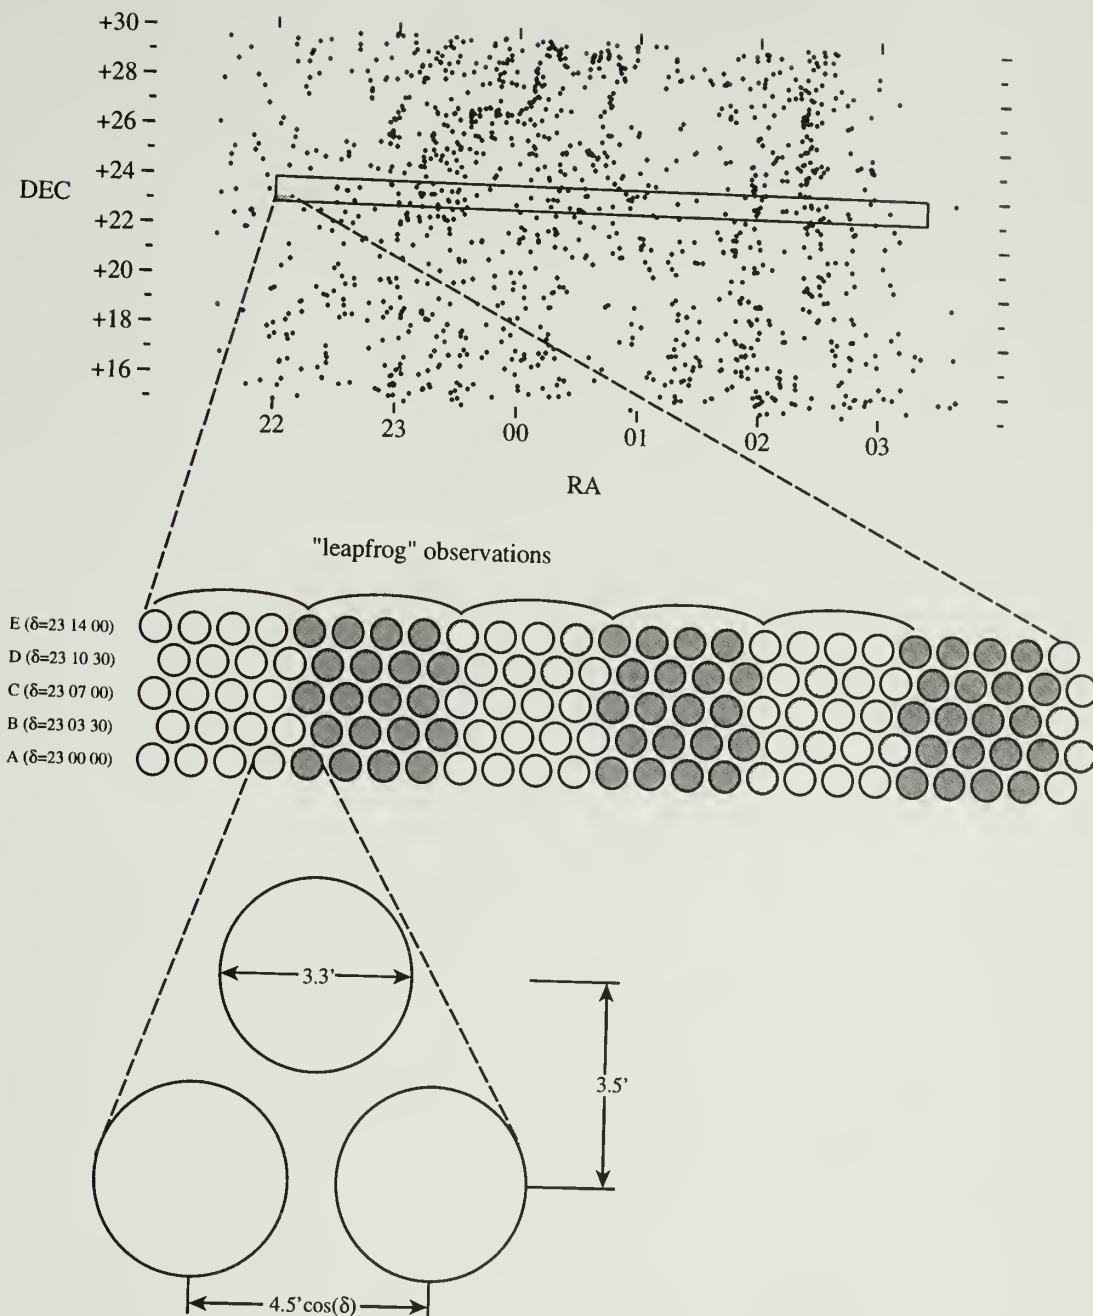 +30
+28
+26
+24
DEC
+22
+20
+18
+16
22 23 00 01 02 03
RA
"leapfrog" observations
E (δ=23 14 00)
D (δ=23 10 30)
C (δ=23 07 00)
B (δ=23 03 30)
A (δ=23 00 00)
3.3'
3.5'
4.5'cos(δ)